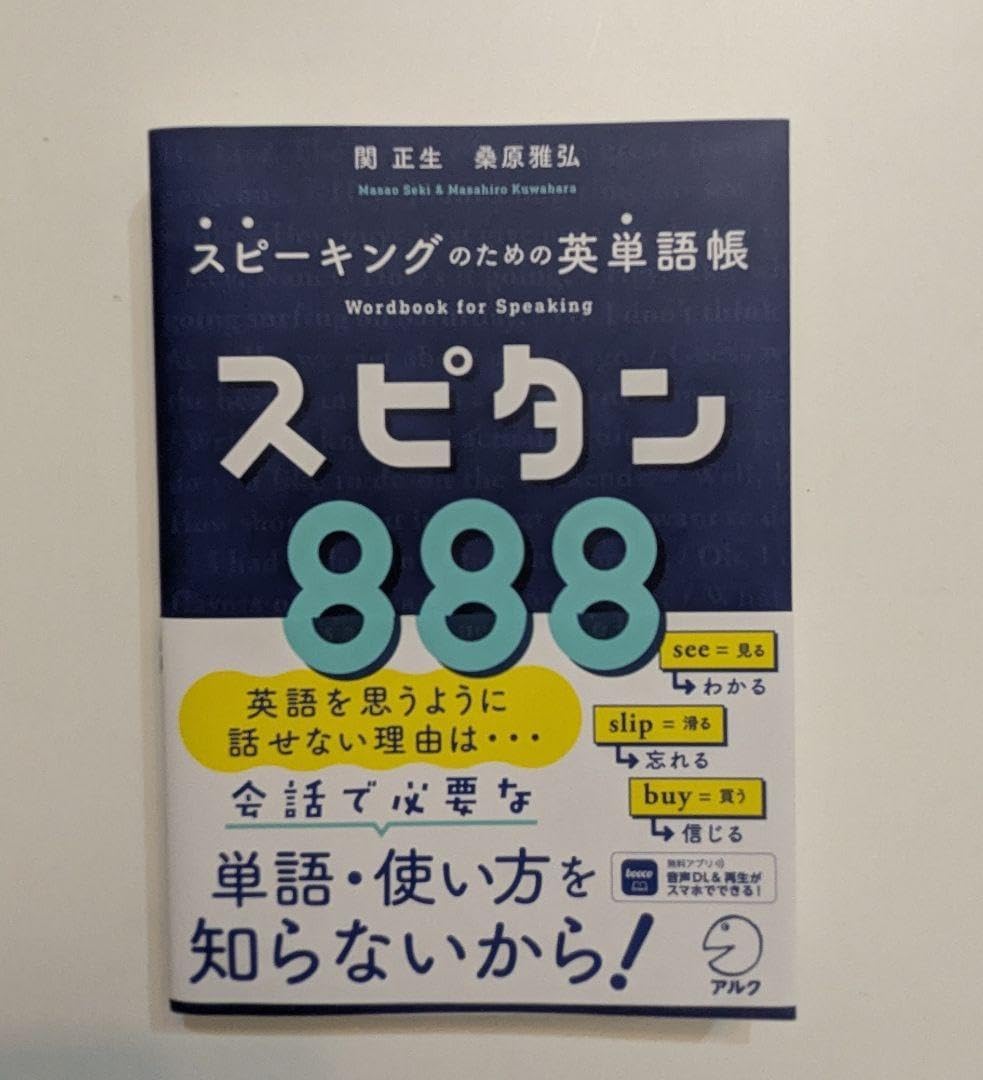 関 正生　桑原雅弘
Masao Seki & Masahiro Kuwahara
スピーキングのための英単語帳
Wordbook for Speaking
スピタン
888
英語を思うように
話せない理由は・・・
会話で必要な
単語・使い方を
知らないから！
see = 見る
わかる
slip = 滑る
忘れる
buy = 買う
信じる
booco
無料アプリ
音声DL&再生が
スマホでできる！
アルク